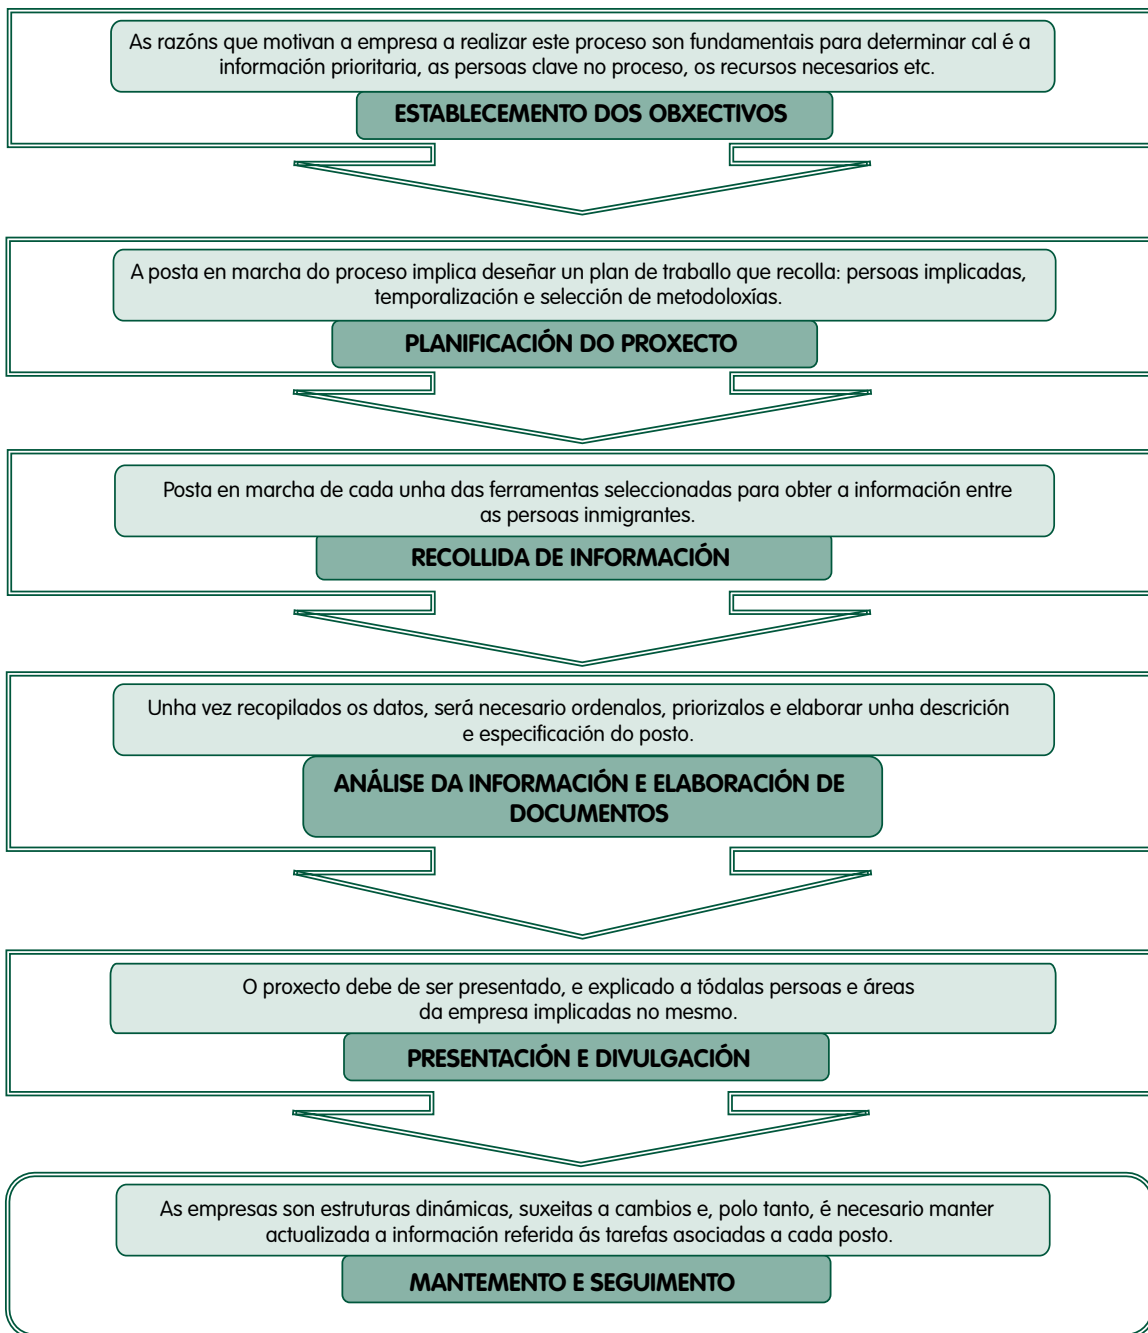 As razóns que motivan a empresa a realizar este proceso son fundamentais para determinar cal é a
información prioritaria, as persoas clave no proceso, os recursos necesarios etc.
ESTABLECEMENTO DOS OBXECTIVOS
A posta en marcha do proceso implica deseñar un plan de traballo que recolla: persoas implicadas,
temporalización e selección de metodoloxías.
PLANIFICACIÓN DO PROXECTO
Posta en marcha de cada unha das ferramentas seleccionadas para obter a información entre
as persoas inmigrantes.
RECOLLIDA DE INFORMACIÓN
Unha vez recopilados os datos, será necesario ordenalos, priorizalos e elaborar unha descrición
e especificación do posto.
ANÁLISE DA INFORMACIÓN E ELABORACIÓN DE
DOCUMENTOS
O proxecto debe de ser presentado, e explicado a tódalas persoas e áreas
da empresa implicadas no mesmo.
PRESENTACIÓN E DIVULGACIÓN
As empresas son estruturas dinámicas, suxeitas a cambios e, polo tanto, é necesario manter
actualizada a información referida ás tarefas asociadas a cada posto.
MANTEMENTO E SEGUIMENTO